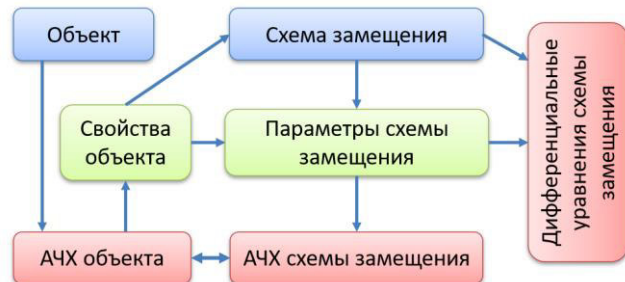 Объект
Схема замещения
Свойства
объекта
Параметры схемы
замещения
АЧХ объекта
АЧХ схемы замещения
Дифференциальные
уравнения схемы
замещения